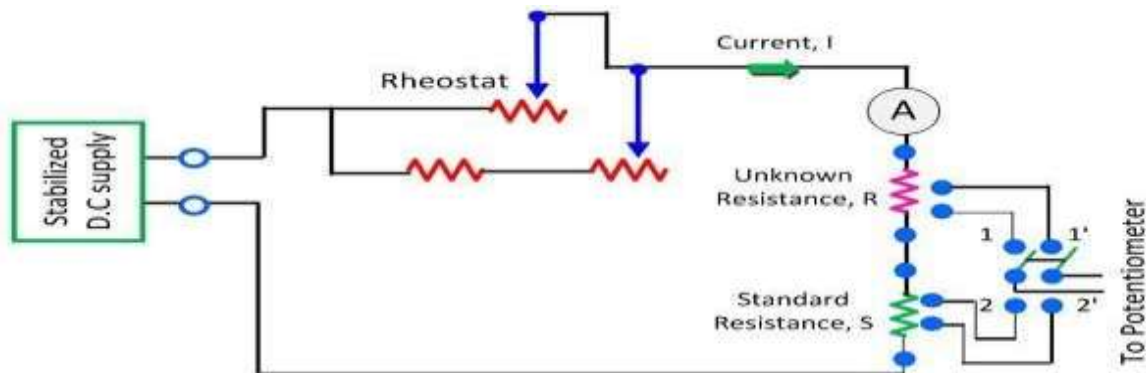 Current, I
Rheostat
A
Stabilized
D.C supply
Unknown
Resistance, R
1
1'
Standard
Resistance, S
2
2'
To Potentiometer